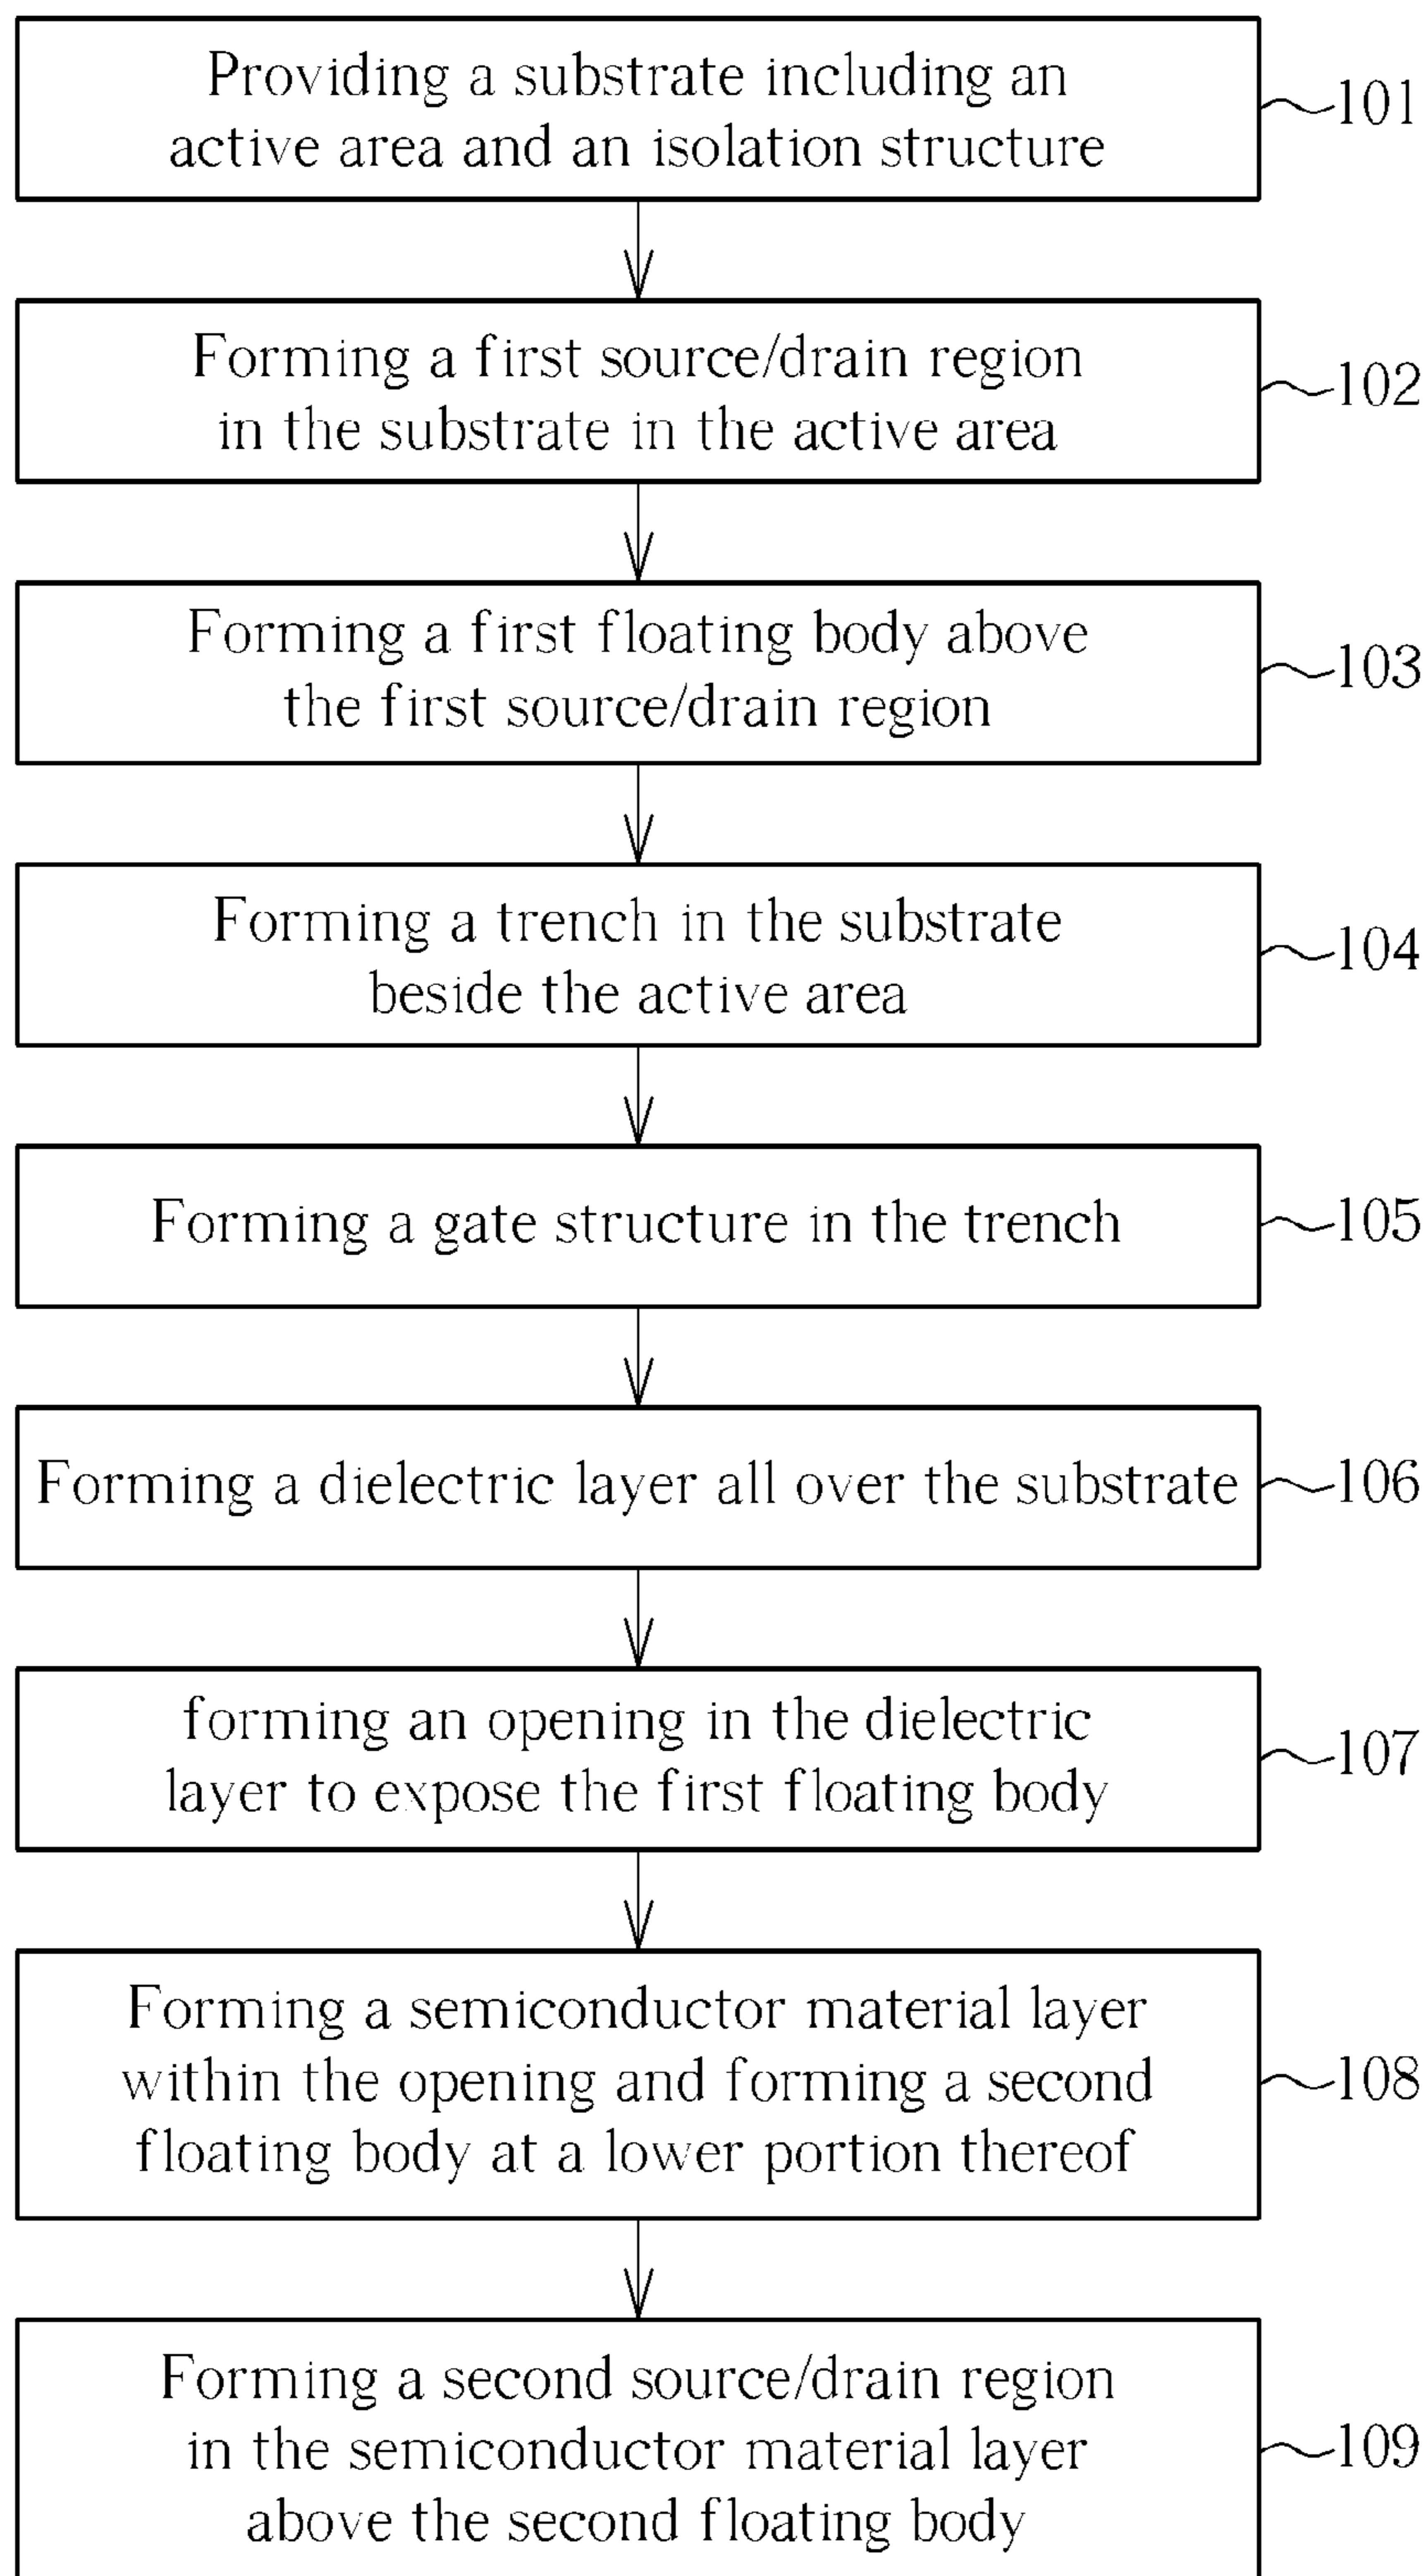 Providing a substrate including an
active area and an isolation structure
101
Forming a first source/drain region
in the substrate in the active area
102
Forming a first floating body above
the first source/drain region
103
Forming a trench in the substrate
beside the active area
104
Forming a gate structure in the trench
105
Forming a dielectric layer all over the substrate
106
forming an opening in the dielectric
layer to expose the first floating body
107
Forming a semiconductor material layer
within the opening and forming a second
floating body at a lower portion thereof
108
Forming a second source/drain region
in the semiconductor material layer
above the second floating body
109